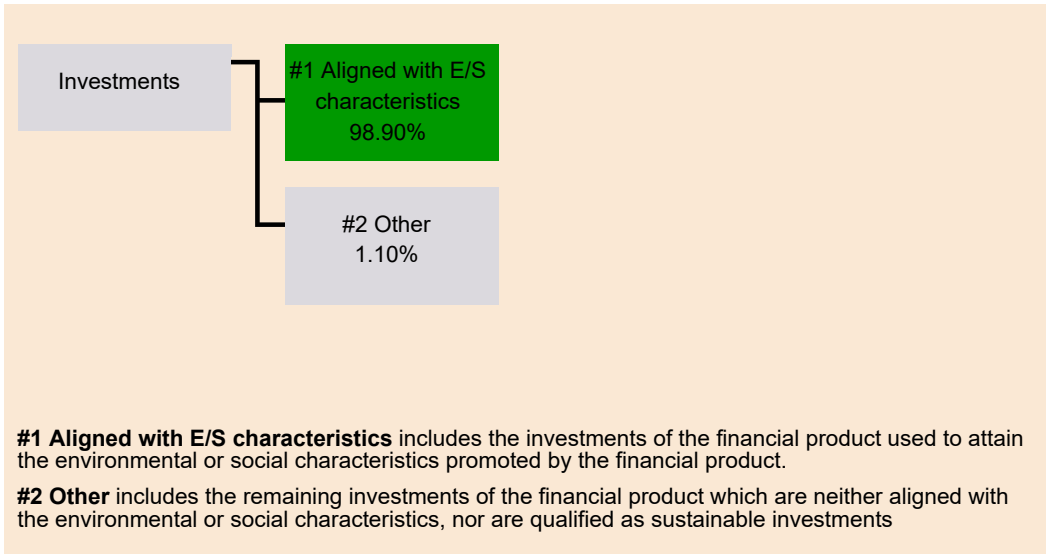 Investments
#1 Aligned with E/S
characteristics
98.90%
#2 Other
1.10%
#1 Aligned with E/S characteristics includes the investments of the financial product used to attain
the environmental or social characteristics promoted by the financial product.
#2 Other includes the remaining investments of the financial product which are neither aligned with
the environmental or social characteristics, nor are qualified as sustainable investments